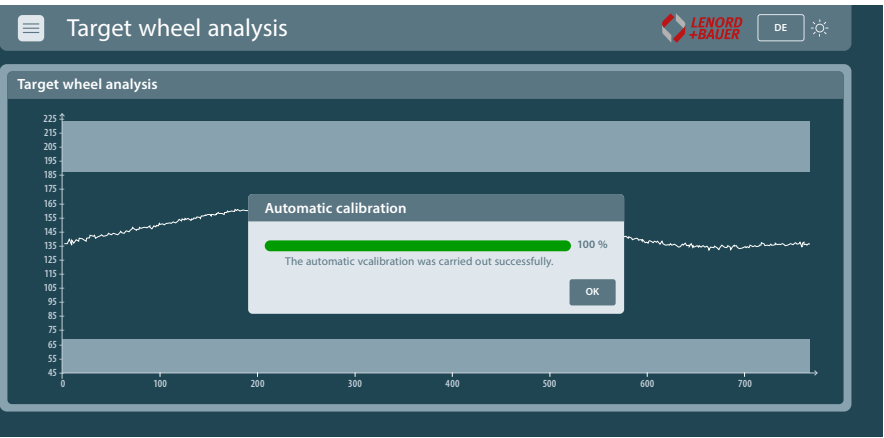 Target wheel analysis
LENORD
+BAUER
DE
Target wheel analysis
225
215
205
195
185
175
165
155
145
135
125
115
105
95
85
75
65
55
45
Automatic calibration
100 %
The automatic vcalibration was carried out successfully.
OK
0 100 200 300 400 500 600 700